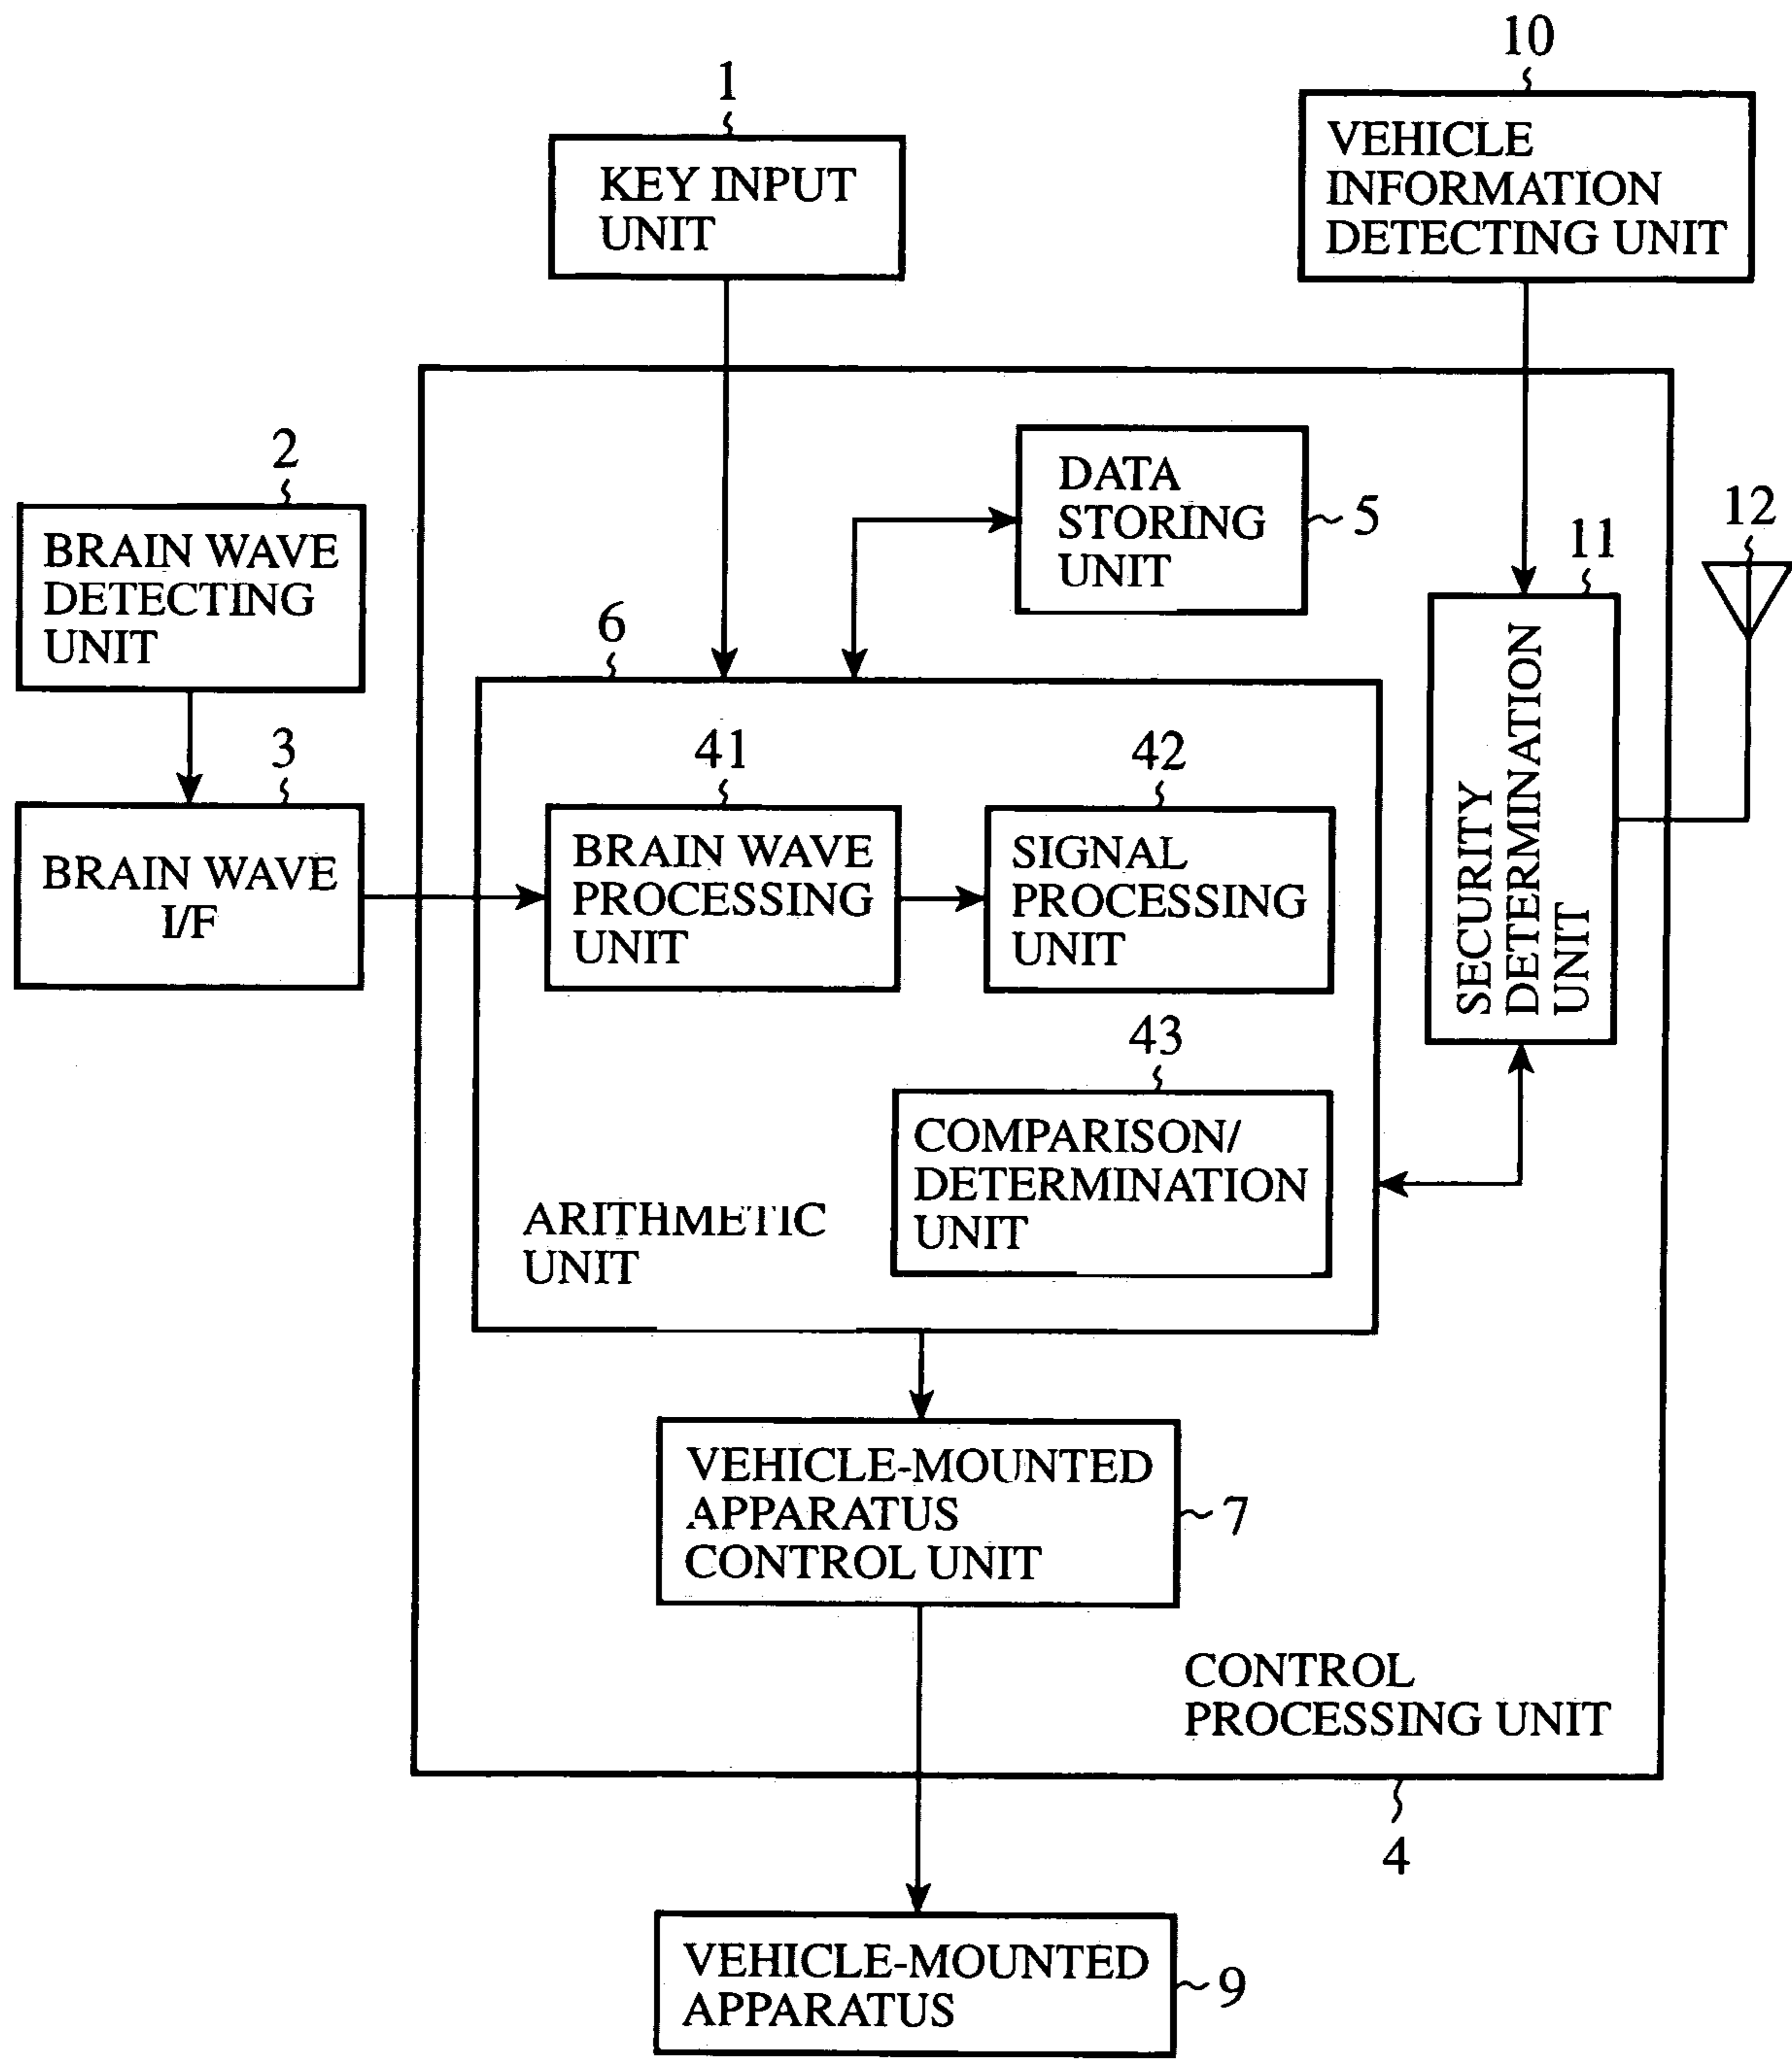 10
1
VEHICLE
INFORMATION
DETECTING UNIT
KEY INPUT
UNIT
2
DATA
STORING
UNIT
5
12
11
BRAIN WAVE
DETECTING
UNIT
6
SECURITY
DETERMINATION
UNIT
3
41
42
BRAIN WAVE
I/F
BRAIN WAVE
PROCESSING
UNIT
SIGNAL
PROCESSING
UNIT
43
COMPARISON/
DETERMINATION
UNIT
ARITHMETIC
UNIT
VEHICLE-MOUNTED
APPARATUS
CONTROL UNIT
7
CONTROL
PROCESSING UNIT
4
VEHICLE-MOUNTED
APPARATUS
9